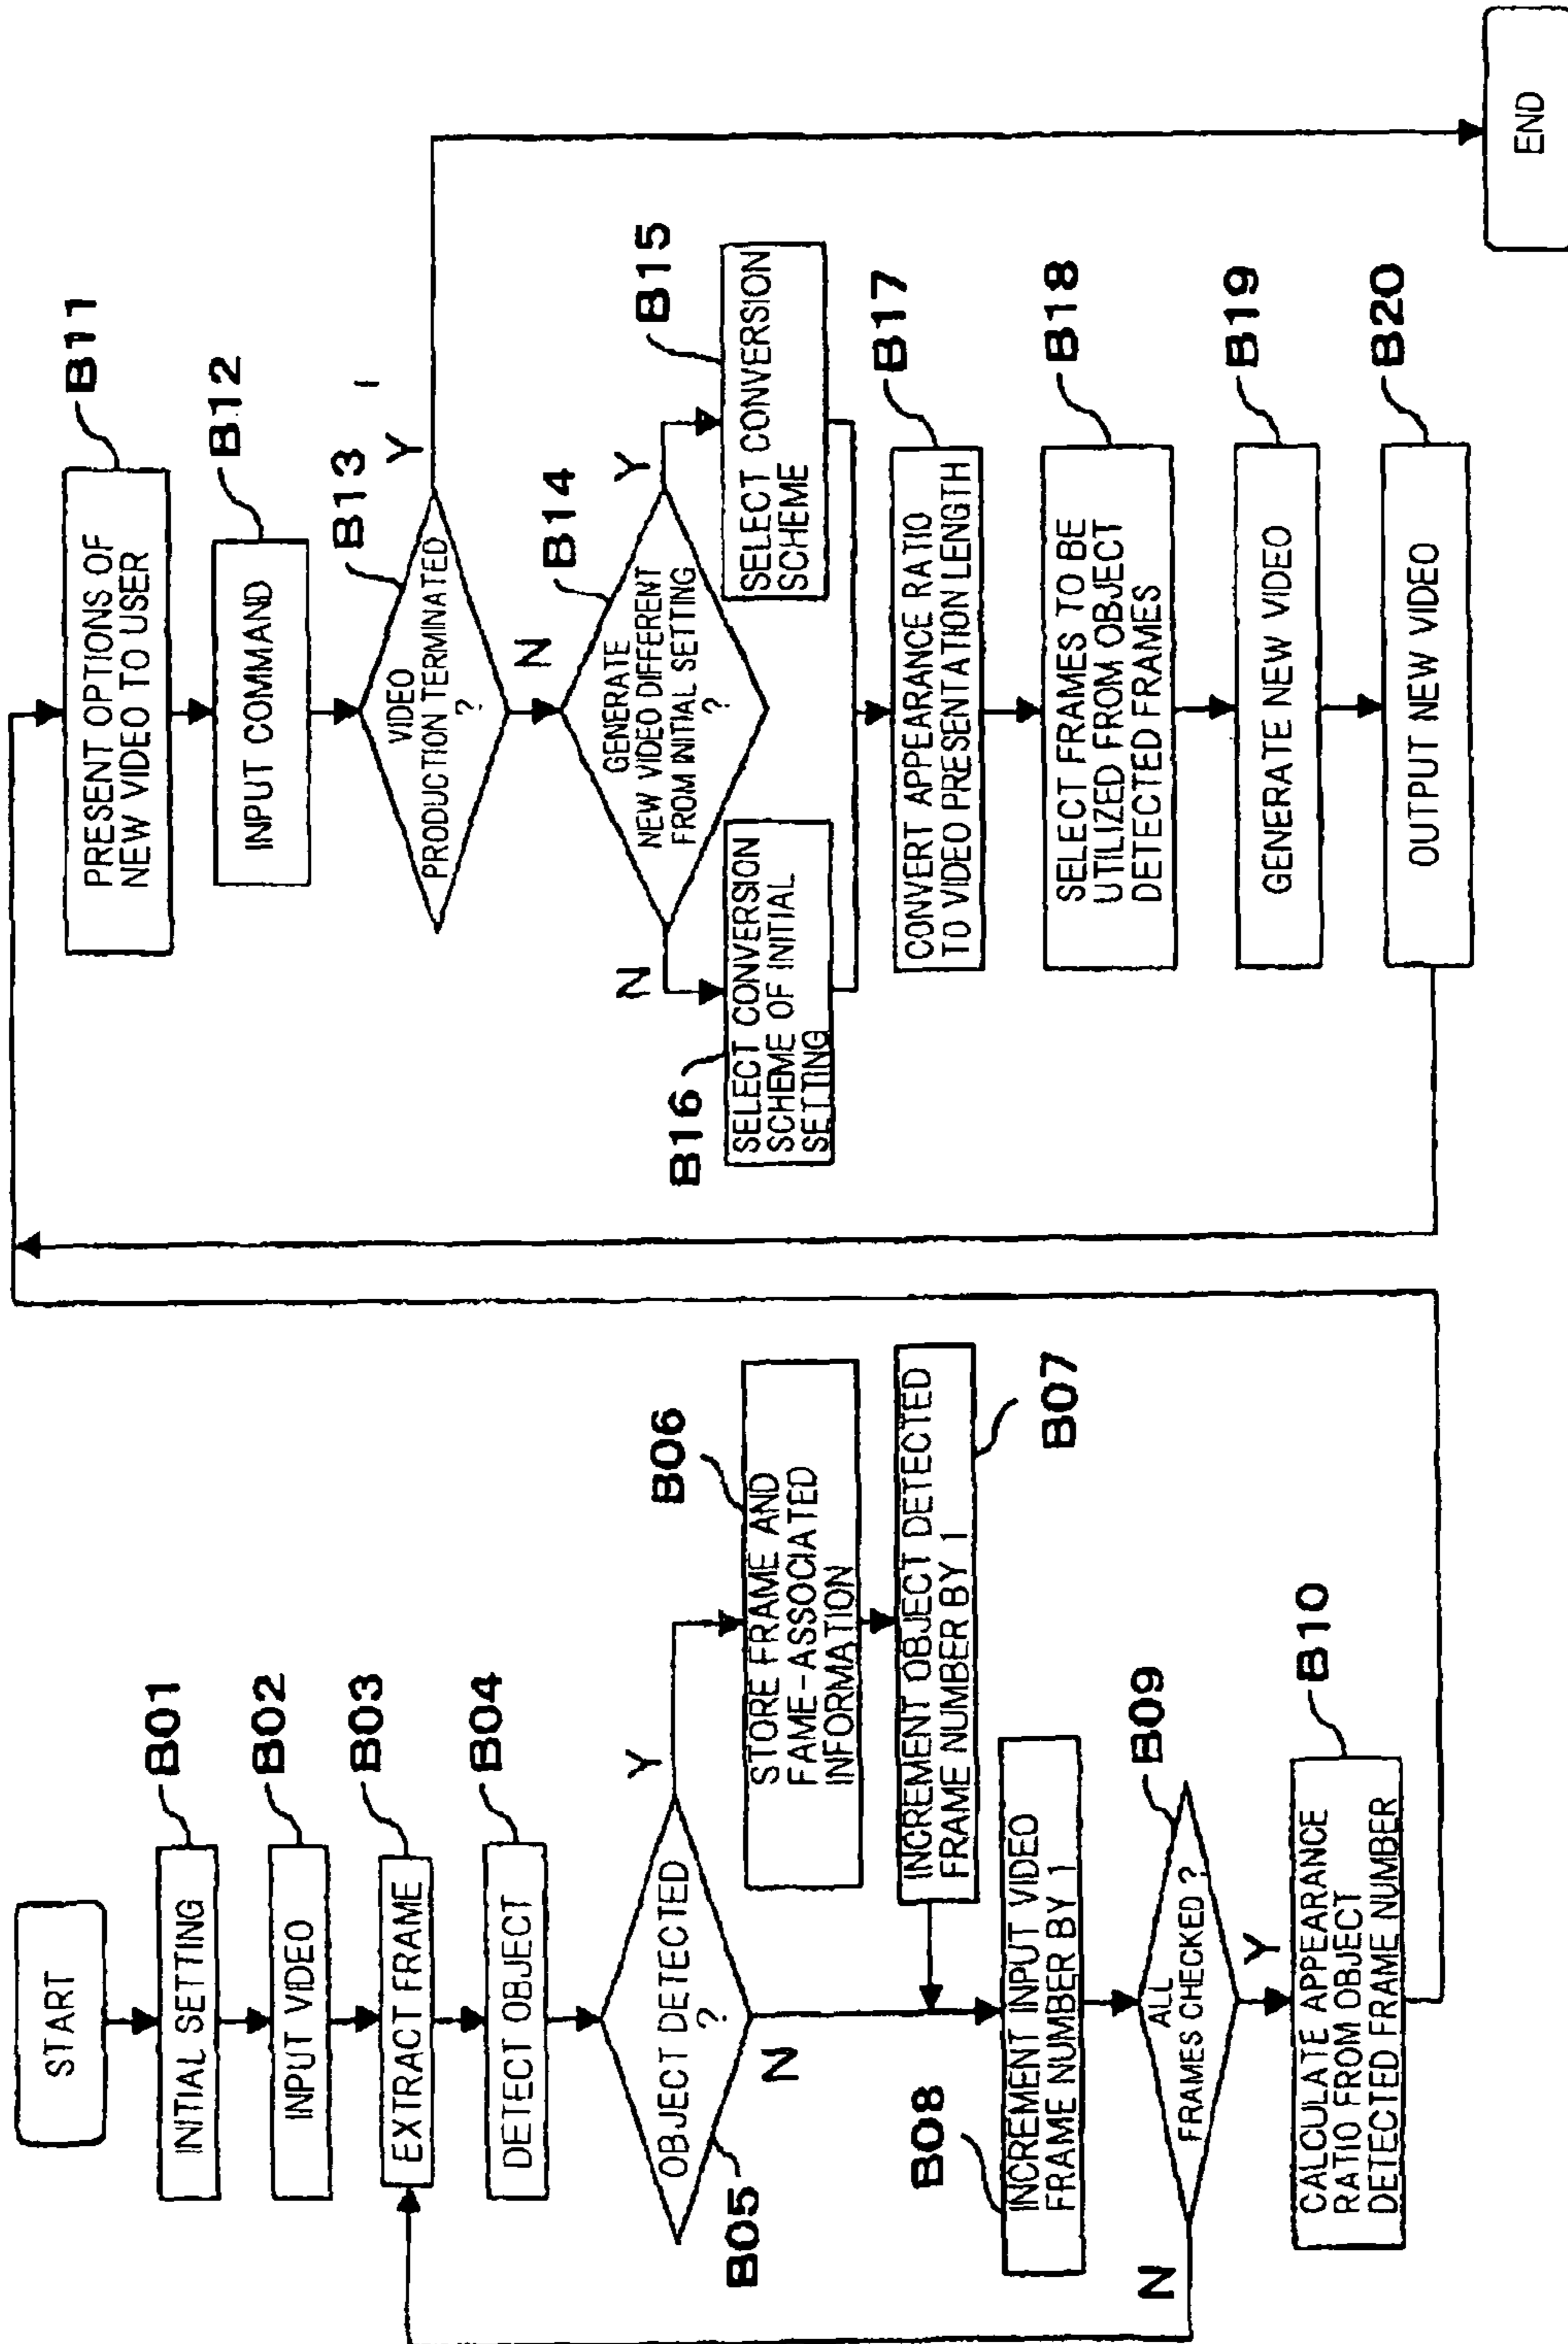 START
B01
INITIAL SETTING
B02
INPUT VIDEO
B03
EXTRACT FRAME
B04
DETECT OBJECT
B05
OBJECT DETECTED
?
Y
N
B06
STORE FRAME AND
FAME-ASSOCIATED
INFORMATION
B07
INCREMENT OBJECT DETECTED
FRAME NUMBER BY 1
B08
INCREMENT INPUT VIDEO
FRAME NUMBER BY 1
B09
ALL
FRAMES CHECKED ?
N
Y
B10
CALCULATE APPEARANCE
RATIO FROM OBJECT
DETECTED FRAME NUMBER
B11
PRESENT OPTIONS OF
NEW VIDEO TO USER
B12
INPUT COMMAND
B13
VIDEO
PRODUCTION TERMINATED
?
Y
N
B14
GENERATE
NEW VIDEO DIFFERENT
FROM INITIAL SETTING
?
Y
N
B15
SELECT CONVERSION
SCHEME
B16
SELECT CONVERSION
SCHEME OF INITIAL
SETTING
B17
CONVERT APPEARANCE RATIO
TO VIDEO PRESENTATION LENGTH
B18
SELECT FRAMES TO BE
UTILIZED FROM OBJECT
DETECTED FRAMES
B19
GENERATE NEW VIDEO
B20
OUTPUT NEW VIDEO
END